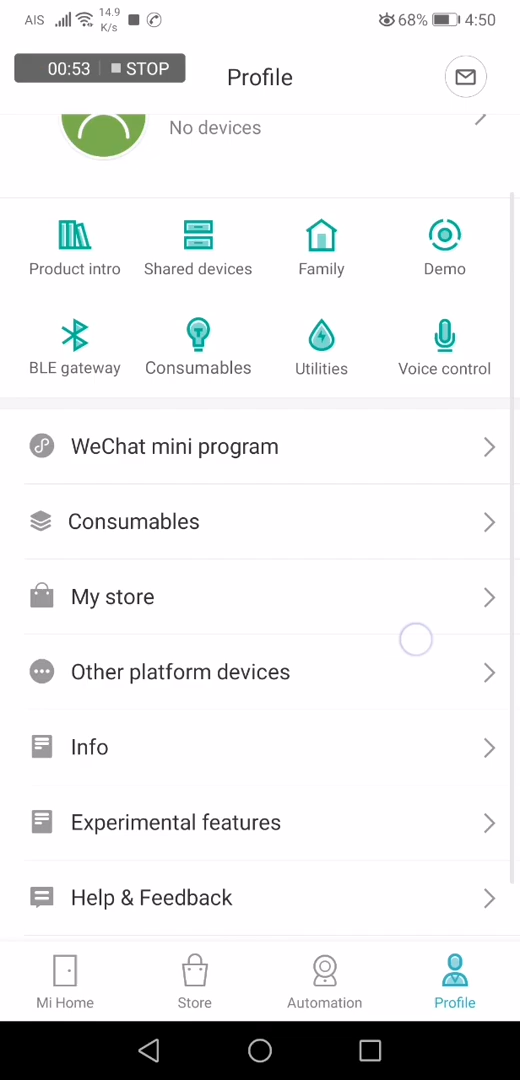 AIS 14.9 K/s 68% 4:50
00:53 STOP
Profile
No devices
Product intro Shared devices Family Demo
BLE gateway Consumables Utilities Voice control
WeChat mini program
Consumables
My store
Other platform devices
Info
Experimental features
Help & Feedback
Mi Home Store Automation Profile